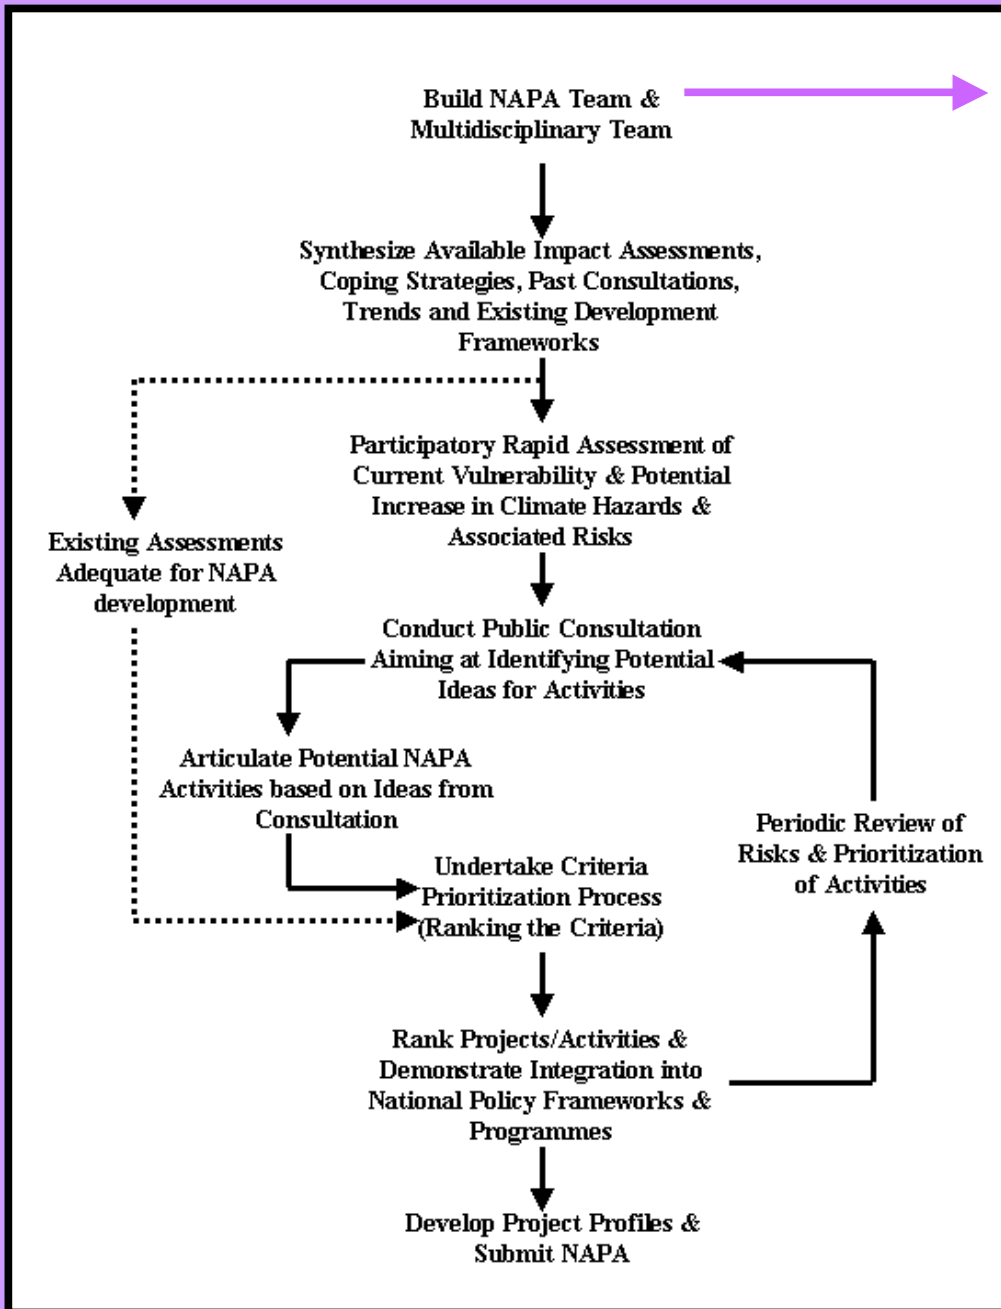 Build NAPA Team &
Multidisciplinary Team
Synthesize Available Impact Assessments,
Coping Strategies, Past Consultations,
Trends and Existing Development
Frameworks
Participatory Rapid Assessment of
Current Vulnerability & Potential
Increase in Climate Hazards &
Associated Risks
Existing Assessments
Adequate for NAPA
development
Conduct Public Consultation
Aiming at Identifying Potential
Ideas for Activities
Articulate Potential NAPA
Activities based on Ideas from
Consultation
Periodic Review of
Risks & Prioritization
of Activities
Undertake Criteria
Prioritization Process
(Ranking the Criteria)
Rank Projects/Activities &
Demonstrate Integration into
National Policy Frameworks &
Programmes
Develop Project Profiles &
Submit NAPA